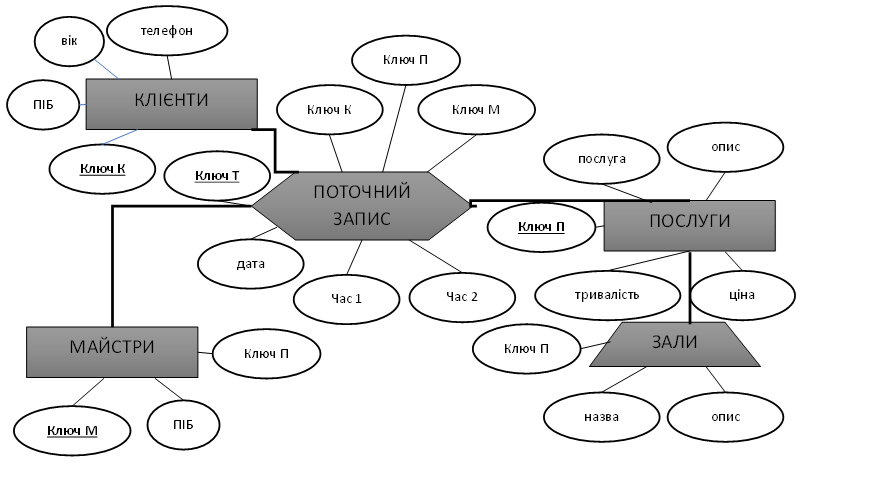 телефон
вік
Ключ П
КЛІЄНТИ
ПІБ
Ключ К
Ключ М
Ключ К
Ключ Т
послуга
опис
ПОТОЧНИЙ
ЗАПИС
Ключ П
ПОСЛУГИ
дата
Час 1
Час 2
тривалість
ціна
МАЙСТРИ
Ключ П
Ключ П
ЗАЛИ
Ключ М
ПІБ
назва
опис